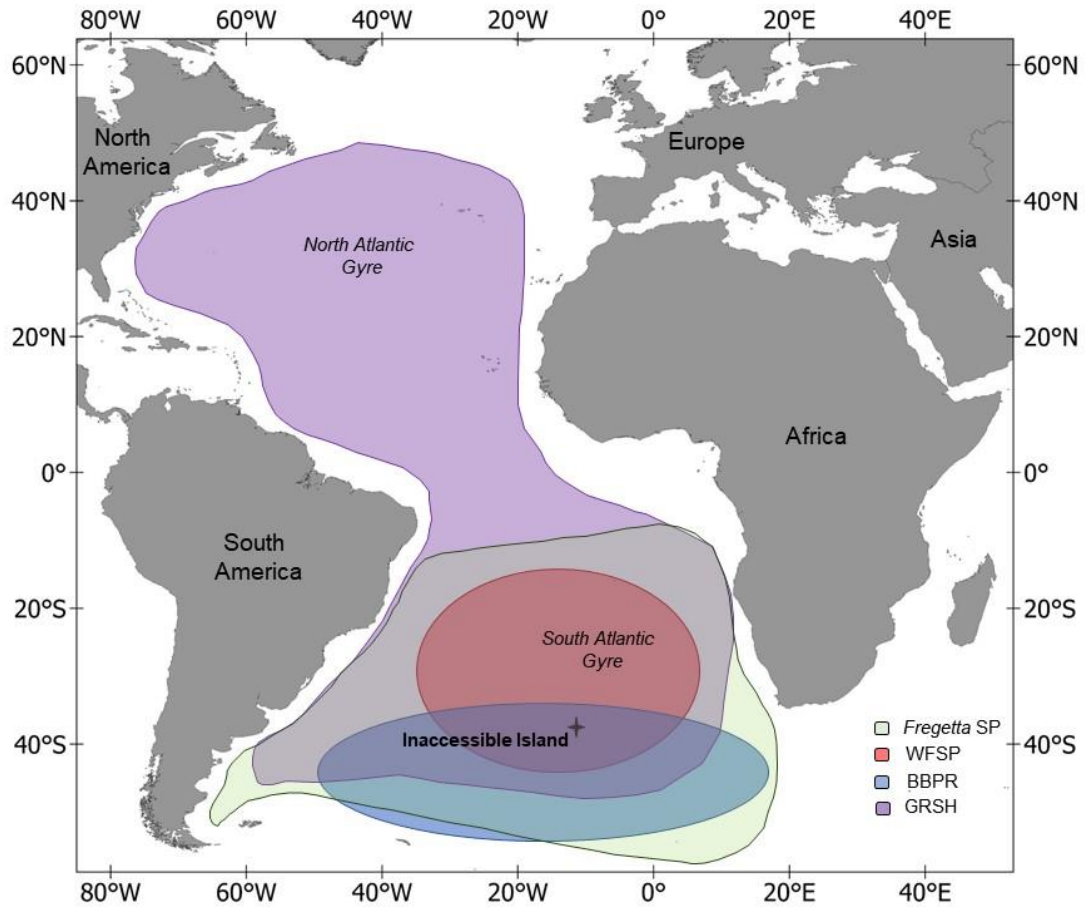 80°W 60°W 40°W 20°W 0° 20°E 40°E
60°N 60°N
North
America
Europe
40°N 40°N
Asia
North Atlantic
Gyre
20°N 20°N
Africa
0° 0°
South
America
20°S 20°S
South Atlantic
Gyre
Fregetta SP
40°S Inaccessible Island 40°S
WFSP
BBPR
GRSH
80°W 60°W 40°W 20°W 0° 20°E 40°E